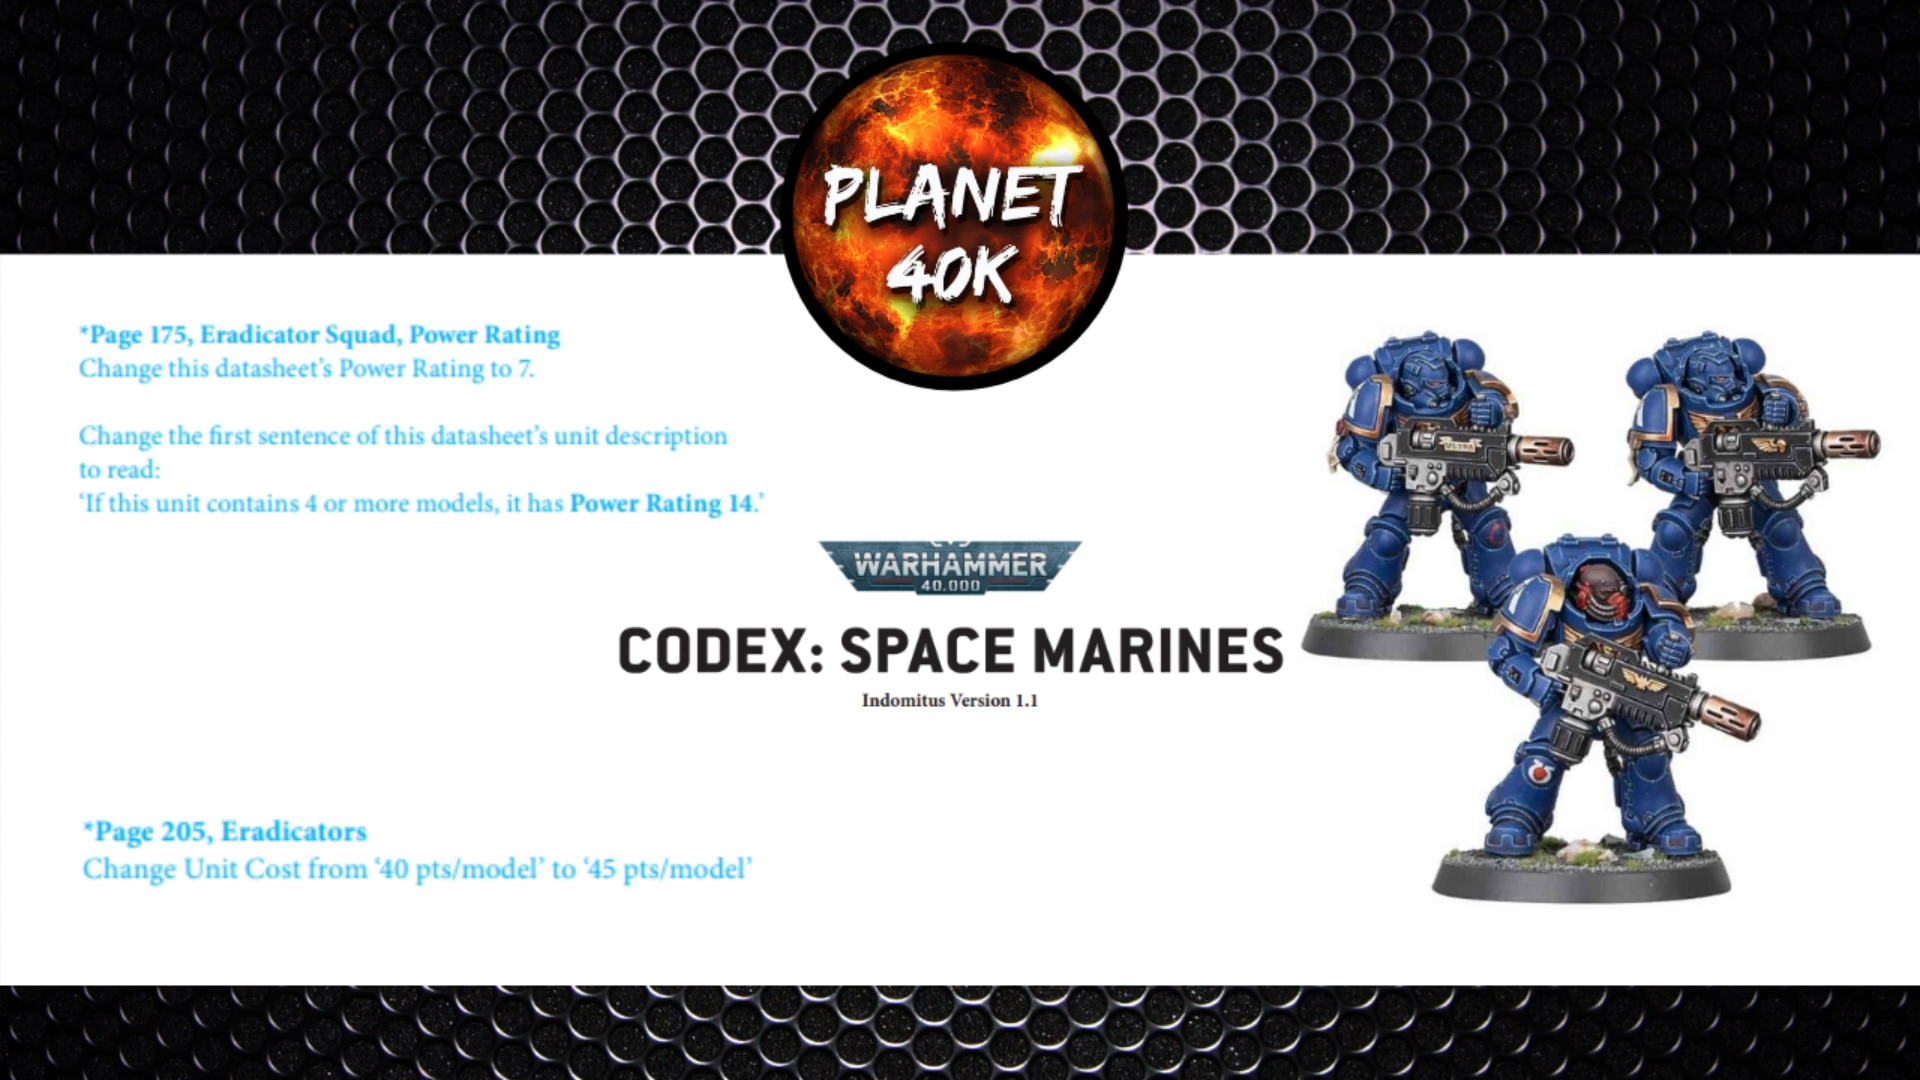 PLANET
40K
*Page 175, Eradicator Squad, Power Rating
Change this datasheet’s Power Rating to 7.
Change the first sentence of this datasheet’s unit description
to read:
‘If this unit contains 4 or more models, it has Power Rating 14.’
WARHAMMER
40,000
CODEX: SPACE MARINES
Indomitus Version 1.1
*Page 205, Eradicators
Change Unit Cost from ‘40 pts/model’ to ‘45 pts/model’
ULTRA